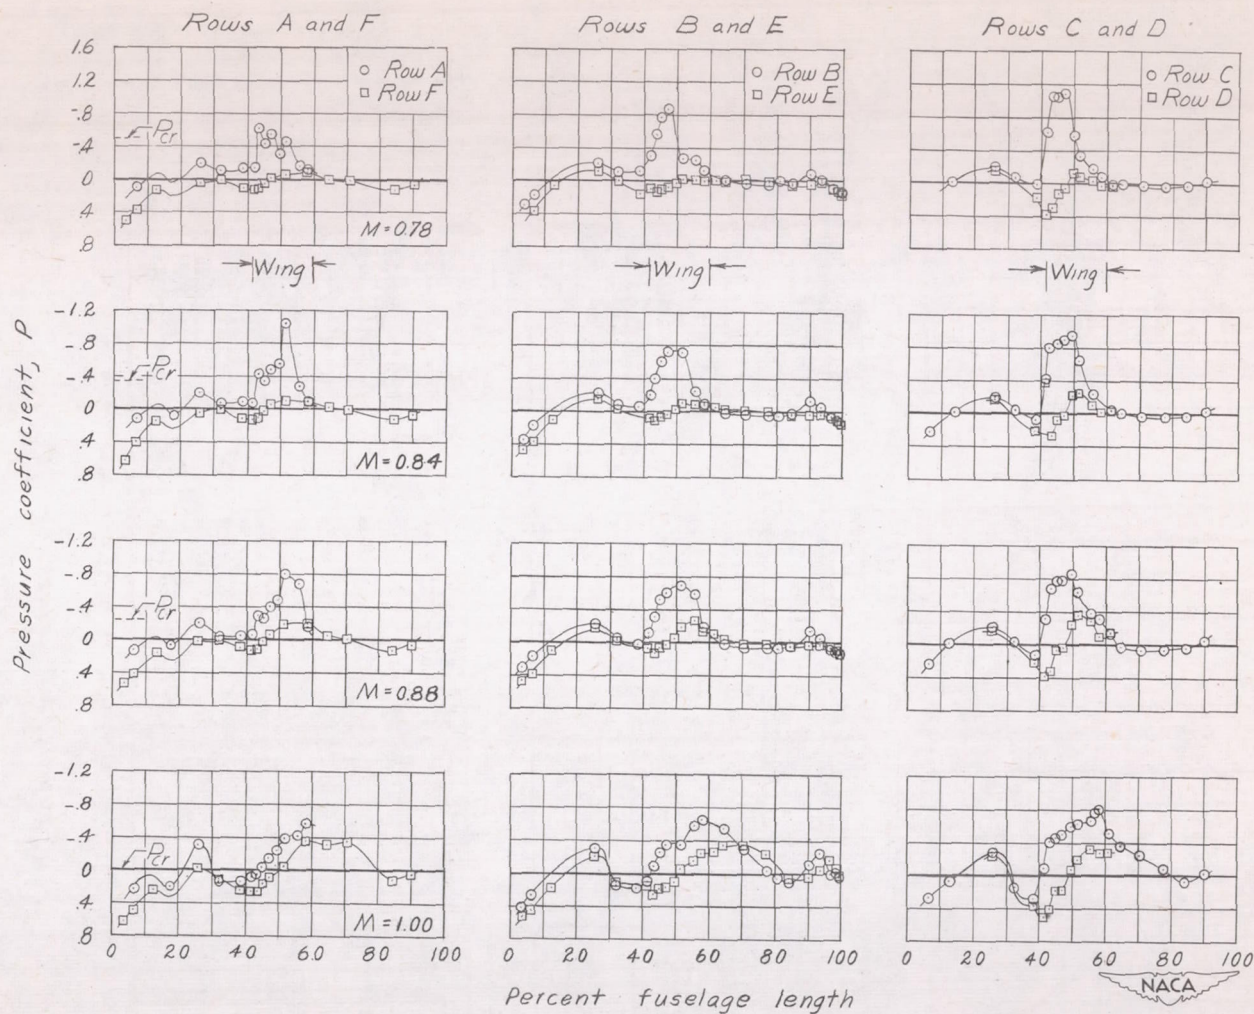 Rows A and F
Rows B and E
Rows C and D
1.6
1.2
.8
.4
0
.4
.8
Pcr
Row A
Row F
M=0.78
Row B
Row E
Row C
Row D
Wing
Wing
Wing
-1.2
-.8
-.4
0
.4
.8
Pcr
M=0.84
-1.2
-.8
-.4
0
.4
.8
Pcr
M=0.88
-1.2
-.8
-.4
0
.4
.8
Pcr
M=1.00
Pressure coefficient, P
0 20 40 60 80 100
0 20 40 60 80 100
0 20 40 60 80 100
Percent fuselage length
NACA